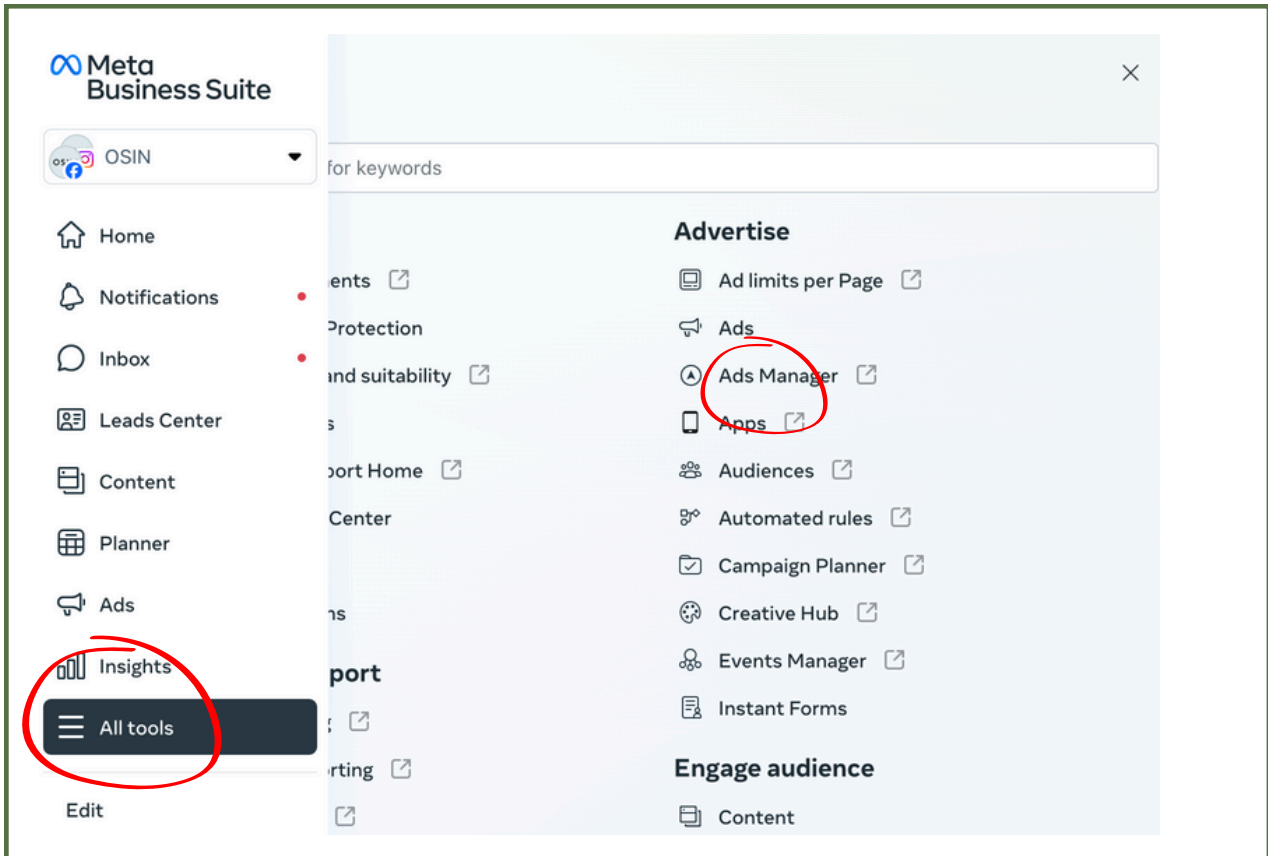 Meta
Business Suite
OSIN
Home
Notifications
Inbox
Leads Center
Content
Planner
Ads
Insights
All tools
Edit
for keywords
ents
Protection
and suitability
s
port Home
Center
ns
port
rting
Advertise
Ad limits per Page
Ads
Ads Manager
Apps
Audiences
Automated rules
Campaign Planner
Creative Hub
Events Manager
Instant Forms
Engage audience
Content